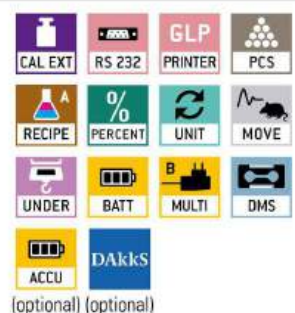 CAL EXT
RS 232
GLP
PRINTER
PCS
A
RECIPE
%
PERCENT
UNIT
MOVE
UNDER
BATT
B
MULTI
DMS
ACCU
DAkkS
(optional) (optional)